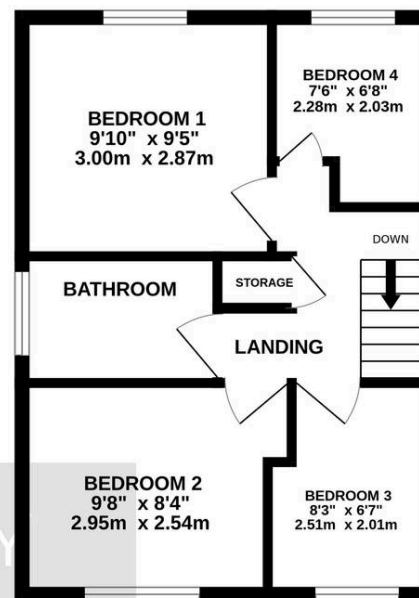 BEDROOM 1
9'10" x 9'5"
3.00m x 2.87m
BEDROOM 4
7'6" x 6'8"
2.28m x 2.03m
DOWN
STORAGE
BATHROOM
LANDING
BEDROOM 2
9'8" x 8'4"
2.95m x 2.54m
BEDROOM 3
8'3" x 6'7"
2.51m x 2.01m
Y